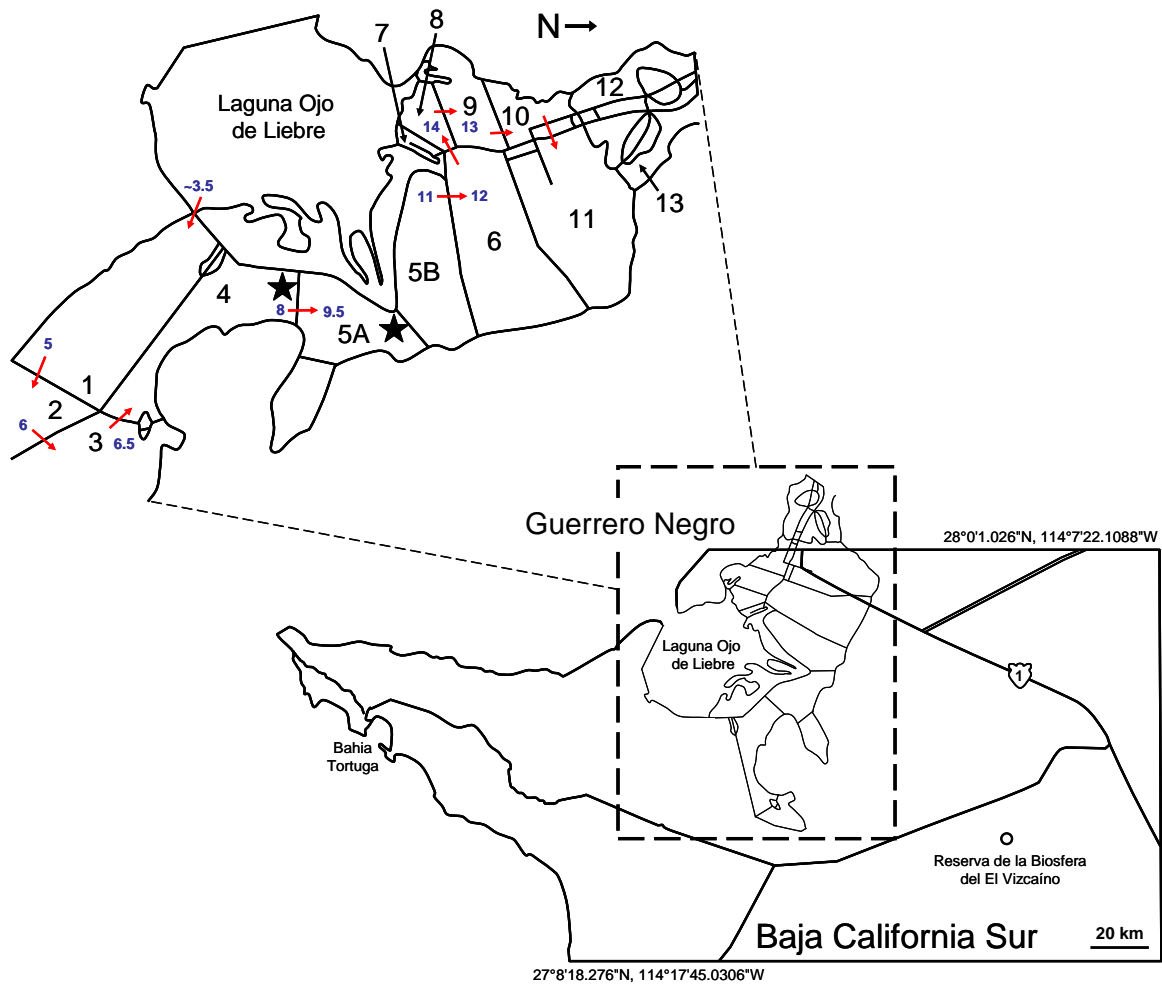 7
8
N
Laguna Ojo
de Liebre
9
10
12
14
13
~3.5
11
12
13
11
6
5B
4
8
9.5
5A
5
1
2
6
3
6.5
Guerrero Negro
28°0'1.026"N, 114°7'22.1088"W
Laguna Ojo
de Liebre
1
Bahia
Tortuga
Reserva de la Biosfera
del El Vizcaíno
Baja California Sur
20 km
27°8'18.276"N, 114°17'45.0306"W